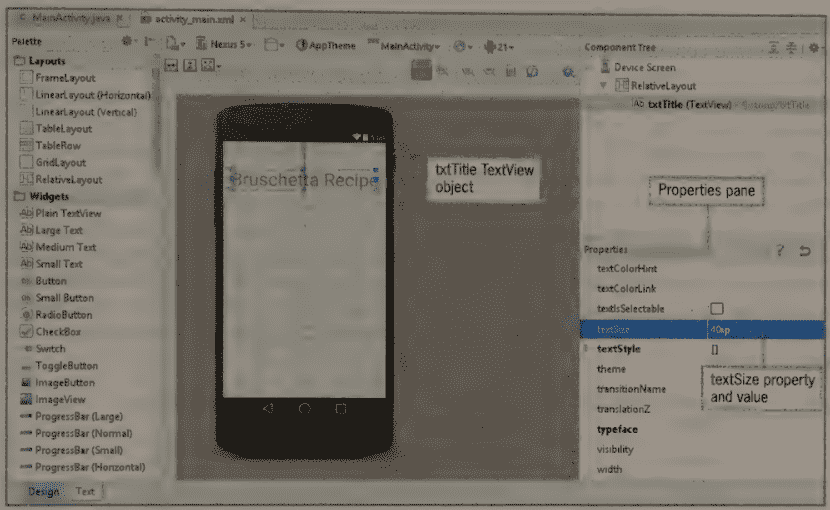 MainActivity.java
activity_main.xml
Palette
Nexus 5
AppTheme
MainActivity
21
Component Tree
Layouts
FrameLayout
LinearLayout (Horizontal)
LinearLayout (Vertical)
TableLayout
TableRow
GridLayout
RelativeLayout
Widgets
Plain TextView
Large Text
Medium Text
Small Text
Button
Small Button
RadioButton
CheckBox
Switch
ToggleButton
ImageButton
ImageView
ProgressBar (Large)
ProgressBar (Normal)
ProgressBar (Small)
ProgressBar (Horizontal)
Design
Text
Bruschetta Recipe
txtTitle TextView
object
Device Screen
RelativeLayout
Ab txtTitle (TextView)
Properties pane
Properties
?
textColorHint
textColorLink
textIsSelectable
textSize 40sp
textStyle []
theme
transitionName
translationZ
typeface
visibility
width
textSize property
and value